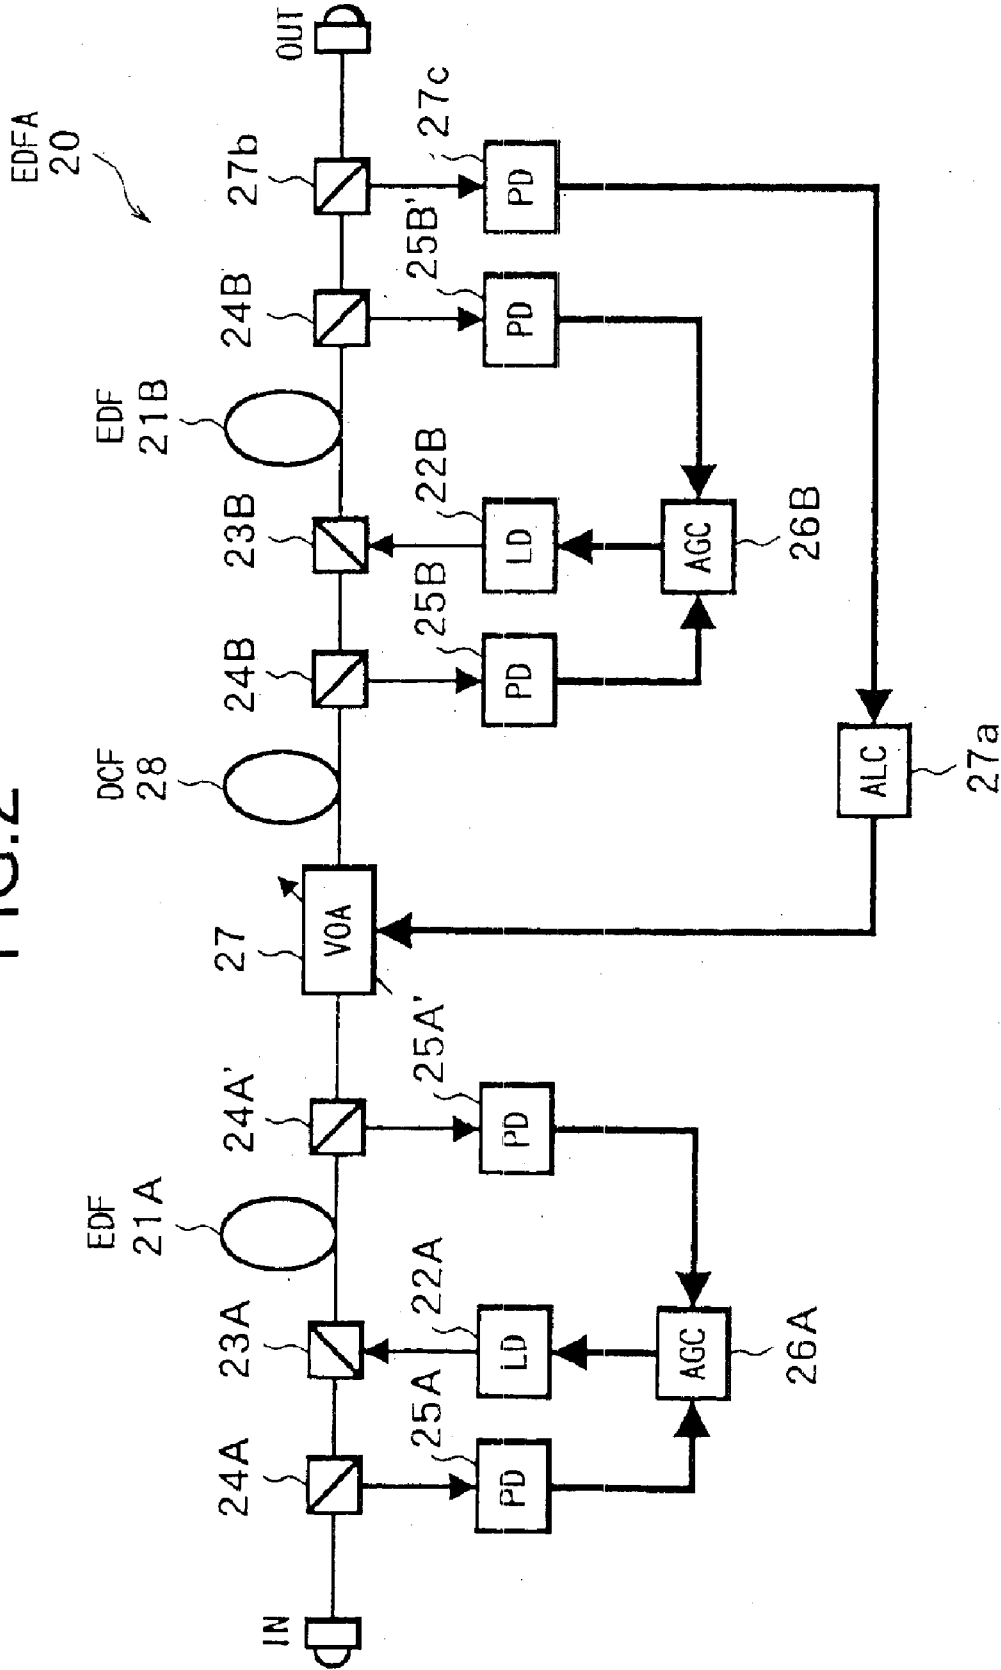 FIG.2
EDFA
20
IN
24A
23A
EDF
21A
24A'
27
VOA
DCF
28
24B
23B
EDF
21B
24B
27b
OUT
25A
PD
22A
LD
25A'
PD
25B
PD
22B
LD
25B'
PD
27c
PD
AGC
26A
AGC
26B
ALC
27a